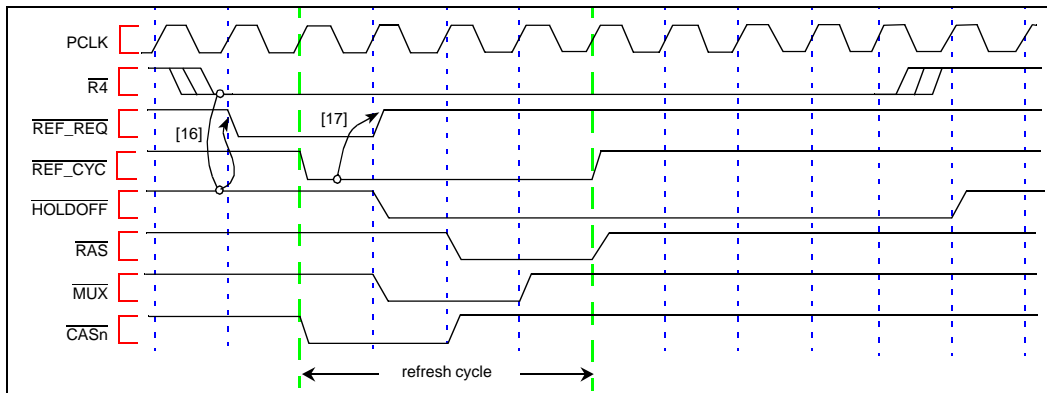 PCLK
R4
REF_REQ
[16]
[17]
REF_CYC
HOLDOFF
RAS
MUX
CASn
refresh cycle